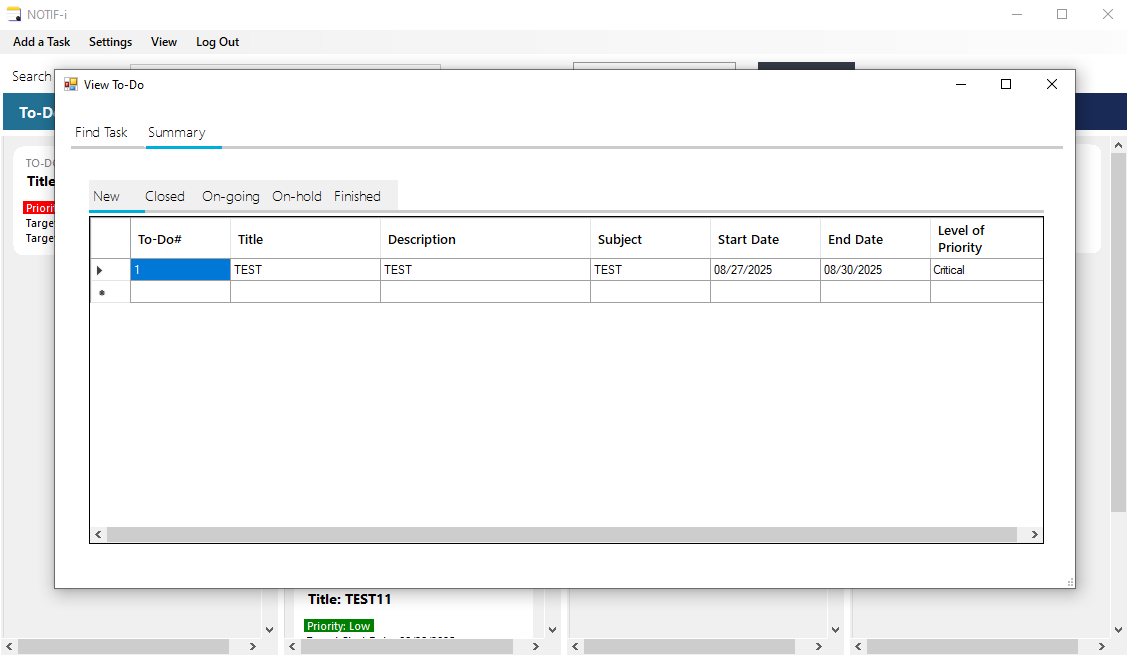 NOTIF-i
Add a Task Settings View Log Out
Search
View To-Do
To-D
Find Task Summary
TO-DO
Title
Priori
Targe
Targe
New Closed On-going On-hold Finished
To-Do# Title Description Subject Start Date End Date Level of Priority
1 TEST TEST TEST 08/27/2025 08/30/2025 Critical
Title: TEST11
Priority: Low